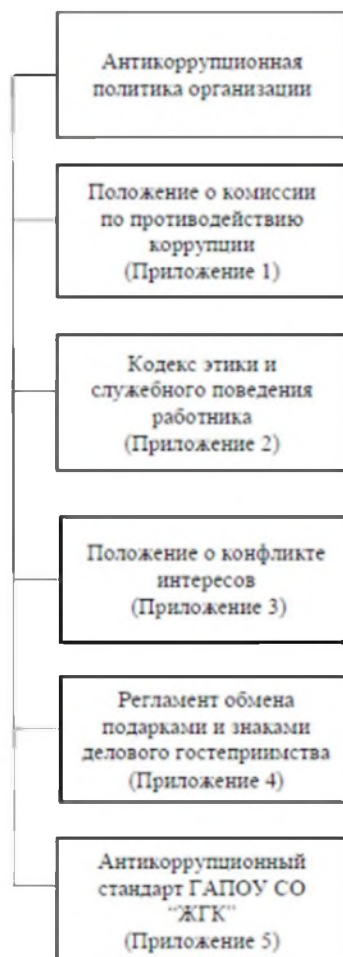 Антикоррупционная
политика организации
Положение о комиссии
по противодействию
коррупции
(Приложение 1)
Кодекс этики и
служебного поведения
работника
(Приложение 2)
Положение о конфликте
интересов
(Приложение 3)
Регламент обмена
подарками и знаками
делового гостеприимства
(Приложение 4)
Антикоррупционный
стандарт ГАПОУ СО
“ЖГК”
(Приложение 5)